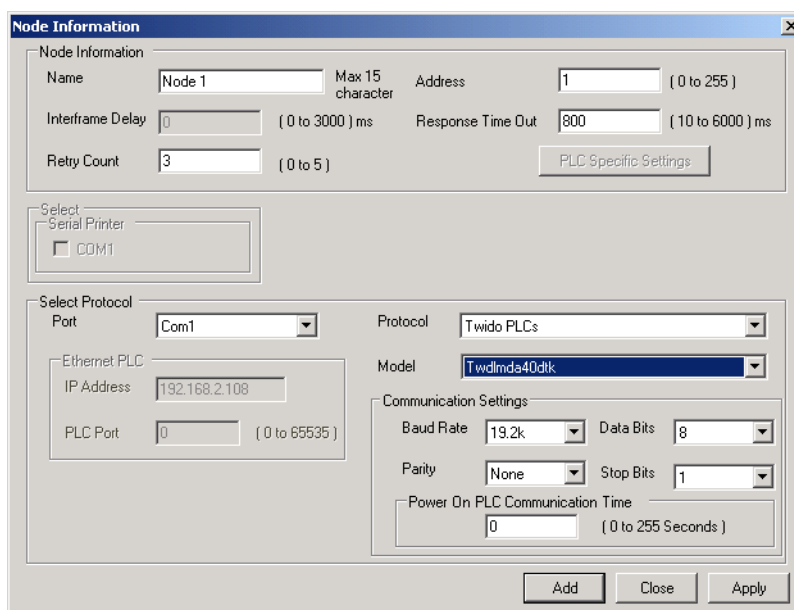 Node Information
Node Information
Name Node 1 Max 15 character Address 1 ( 0 to 255 )
Interframe Delay 0 ( 0 to 3000 ) ms Response Time Out 800 ( 10 to 6000 ) ms
Retry Count 3 ( 0 to 5 ) PLC Specific Settings
Select
Serial Printer
COM1
Select Protocol
Port Com1 Protocol Twido PLCs
Ethernet PLC
Model Twdlmda40dtk
IP Address 192.168.2.108
Communication Settings
Baud Rate 19.2k Data Bits 8
PLC Port 0 ( 0 to 65535 )
Parity None Stop Bits 1
Power On PLC Communication Time
0 ( 0 to 255 Seconds )
Add Close Apply